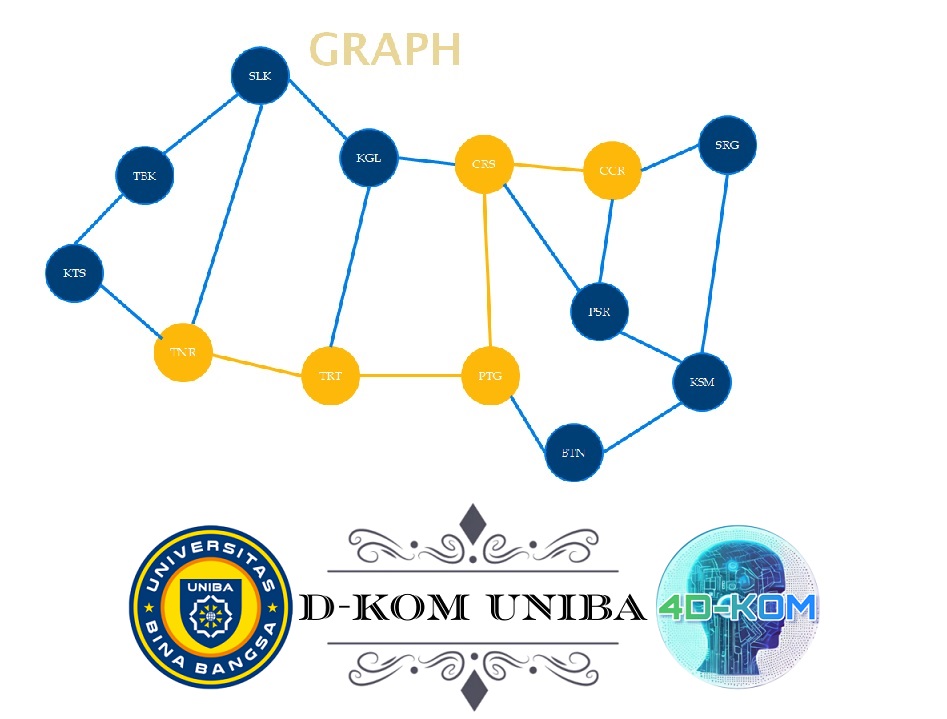 GRAPH
SLK
KGL
CRS
CCR
SRG
TBK
KTS
PSR
TNR
TRT
PTG
KSM
BTN
UNIVERSITAS
UNIBA
BINA BANGSA
D-KOM UNIBA
4D-KOM